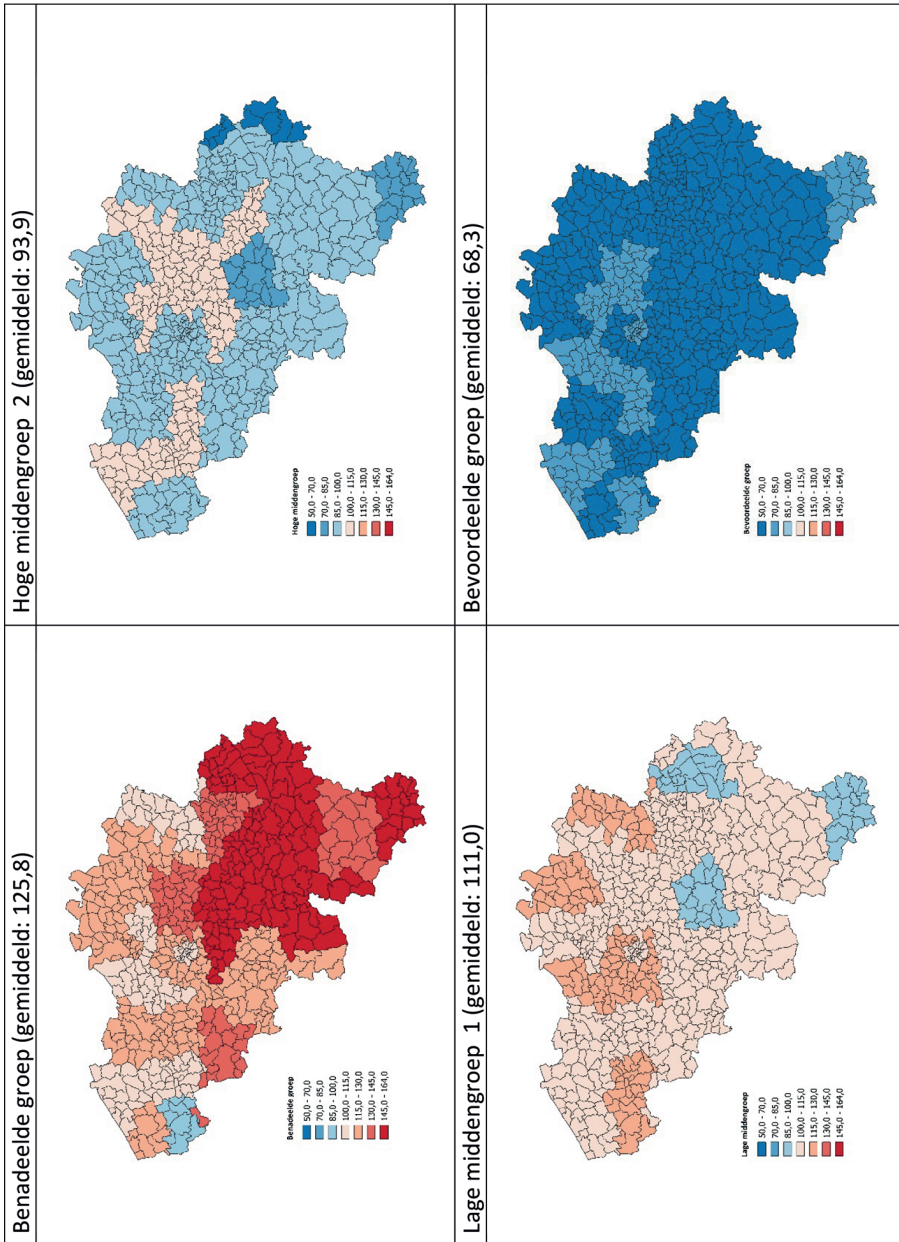 Benadeelde groep (gemiddeld: 125,8)
Benadeelde groep
50,0 - 70,0
70,0 - 85,0
85,0 - 100,0
100,0 - 115,0
115,0 - 130,0
130,0 - 145,0
145,0 - 164,0
Hoge middengroep 2 (gemiddeld: 93,9)
Hoge middengroep
50,0 - 70,0
70,0 - 85,0
85,0 - 100,0
100,0 - 115,0
115,0 - 130,0
130,0 - 145,0
145,0 - 164,0
Lage middengroep 1 (gemiddeld: 111,0)
Lage middengroep
50,0 - 70,0
70,0 - 85,0
85,0 - 100,0
100,0 - 115,0
115,0 - 130,0
130,0 - 145,0
145,0 - 164,0
Bevoordeelde groep (gemiddeld: 68,3)
Bevoordeelde groep
50,0 - 70,0
70,0 - 85,0
85,0 - 100,0
100,0 - 115,0
115,0 - 130,0
130,0 - 145,0
145,0 - 164,0